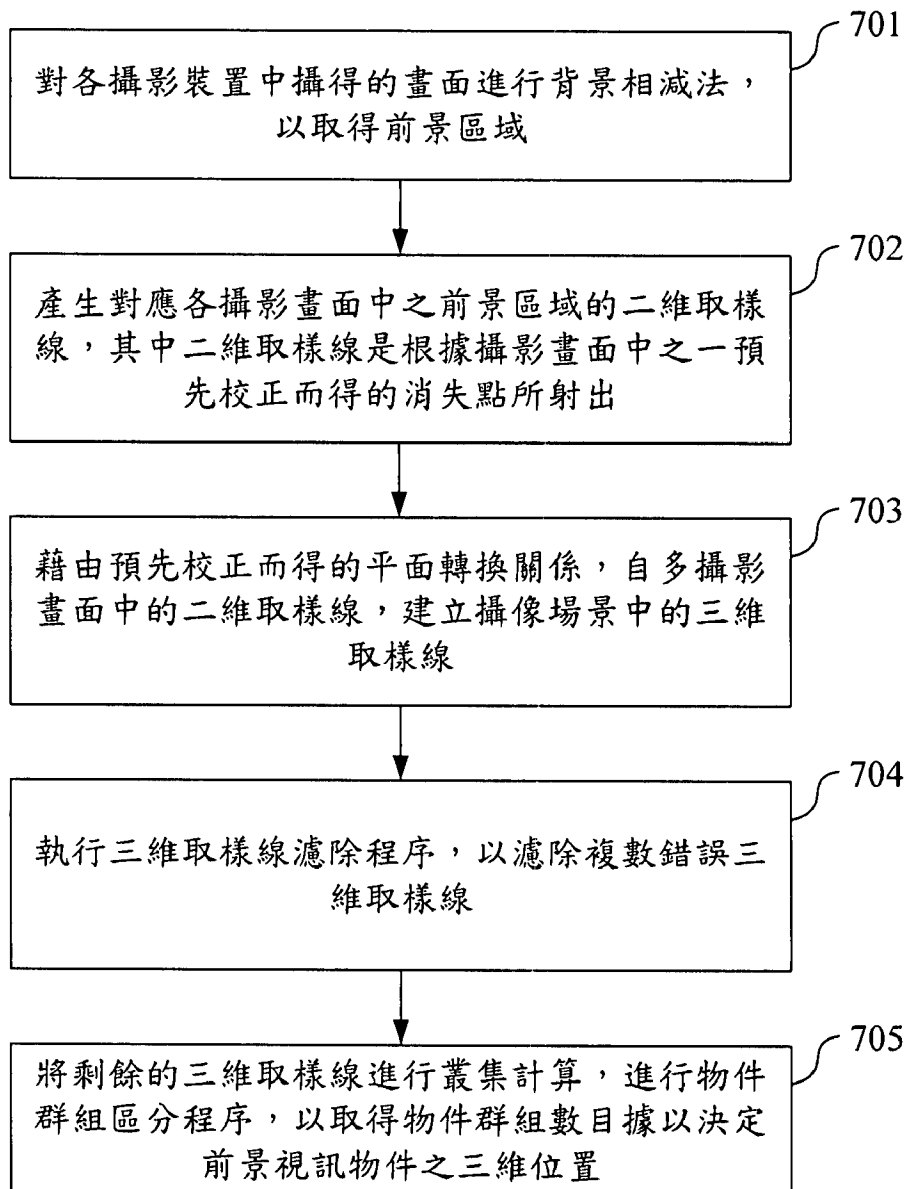 701
對各攝影裝置中攝得的畫面進行背景相減法，
以取得前景區域
702
產生對應各攝影畫面中之前景區域的二維取樣
線，其中二維取樣線是根據攝影畫面中之一預
先校正而得的消失點所射出
703
藉由預先校正而得的平面轉換關係，自多攝影
畫面中的二維取樣線，建立攝像場景中的三維
取樣線
704
執行三維取樣線濾除程序，以濾除複數錯誤三
維取樣線
705
將剩餘的三維取樣線進行叢集計算，進行物件
群組區分程序，以取得物件群組數目據以決定
前景視訊物件之三維位置